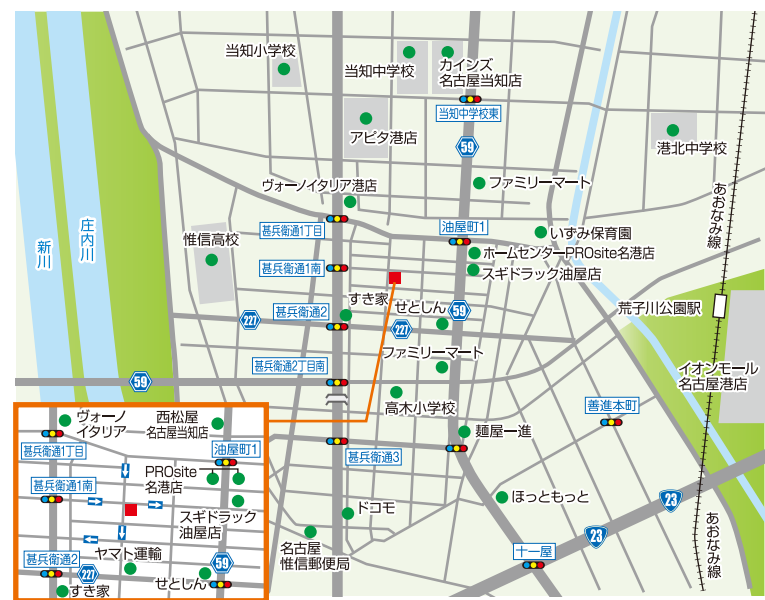 当知小学校
当知中学校
カインズ
名古屋当知店
当知中学校東
アピタ港店
59
港北中学校
ファミリーマート
ヴォーノイタリア港店
あおなみ線
甚兵衛通1丁目
油屋町1
いずみ保育園
庄内川
新川
惟信高校
ホームセンターPROsite名港店
甚兵衛通1南
スギドラック油屋店
すき家
せとしん
荒子川公園駅
甚兵衛通2
59
227
227
ファミリーマート
甚兵衛通2丁目南
イオンモール
名古屋港店
59
高木小学校
善進本町
麺屋一進
甚兵衛通3
ほっともっと
23
ドコモ
23
名古屋
惟信郵便局
十一屋
あおなみ線
ヴォーノ
イタリア
西松屋
名古屋当知店
甚兵衛通1丁目
油屋町1
PROsite
名港店
甚兵衛通1南
スギドラック
油屋店
ヤマト運輸
甚兵衛通2
59
227
せとしん
すき家